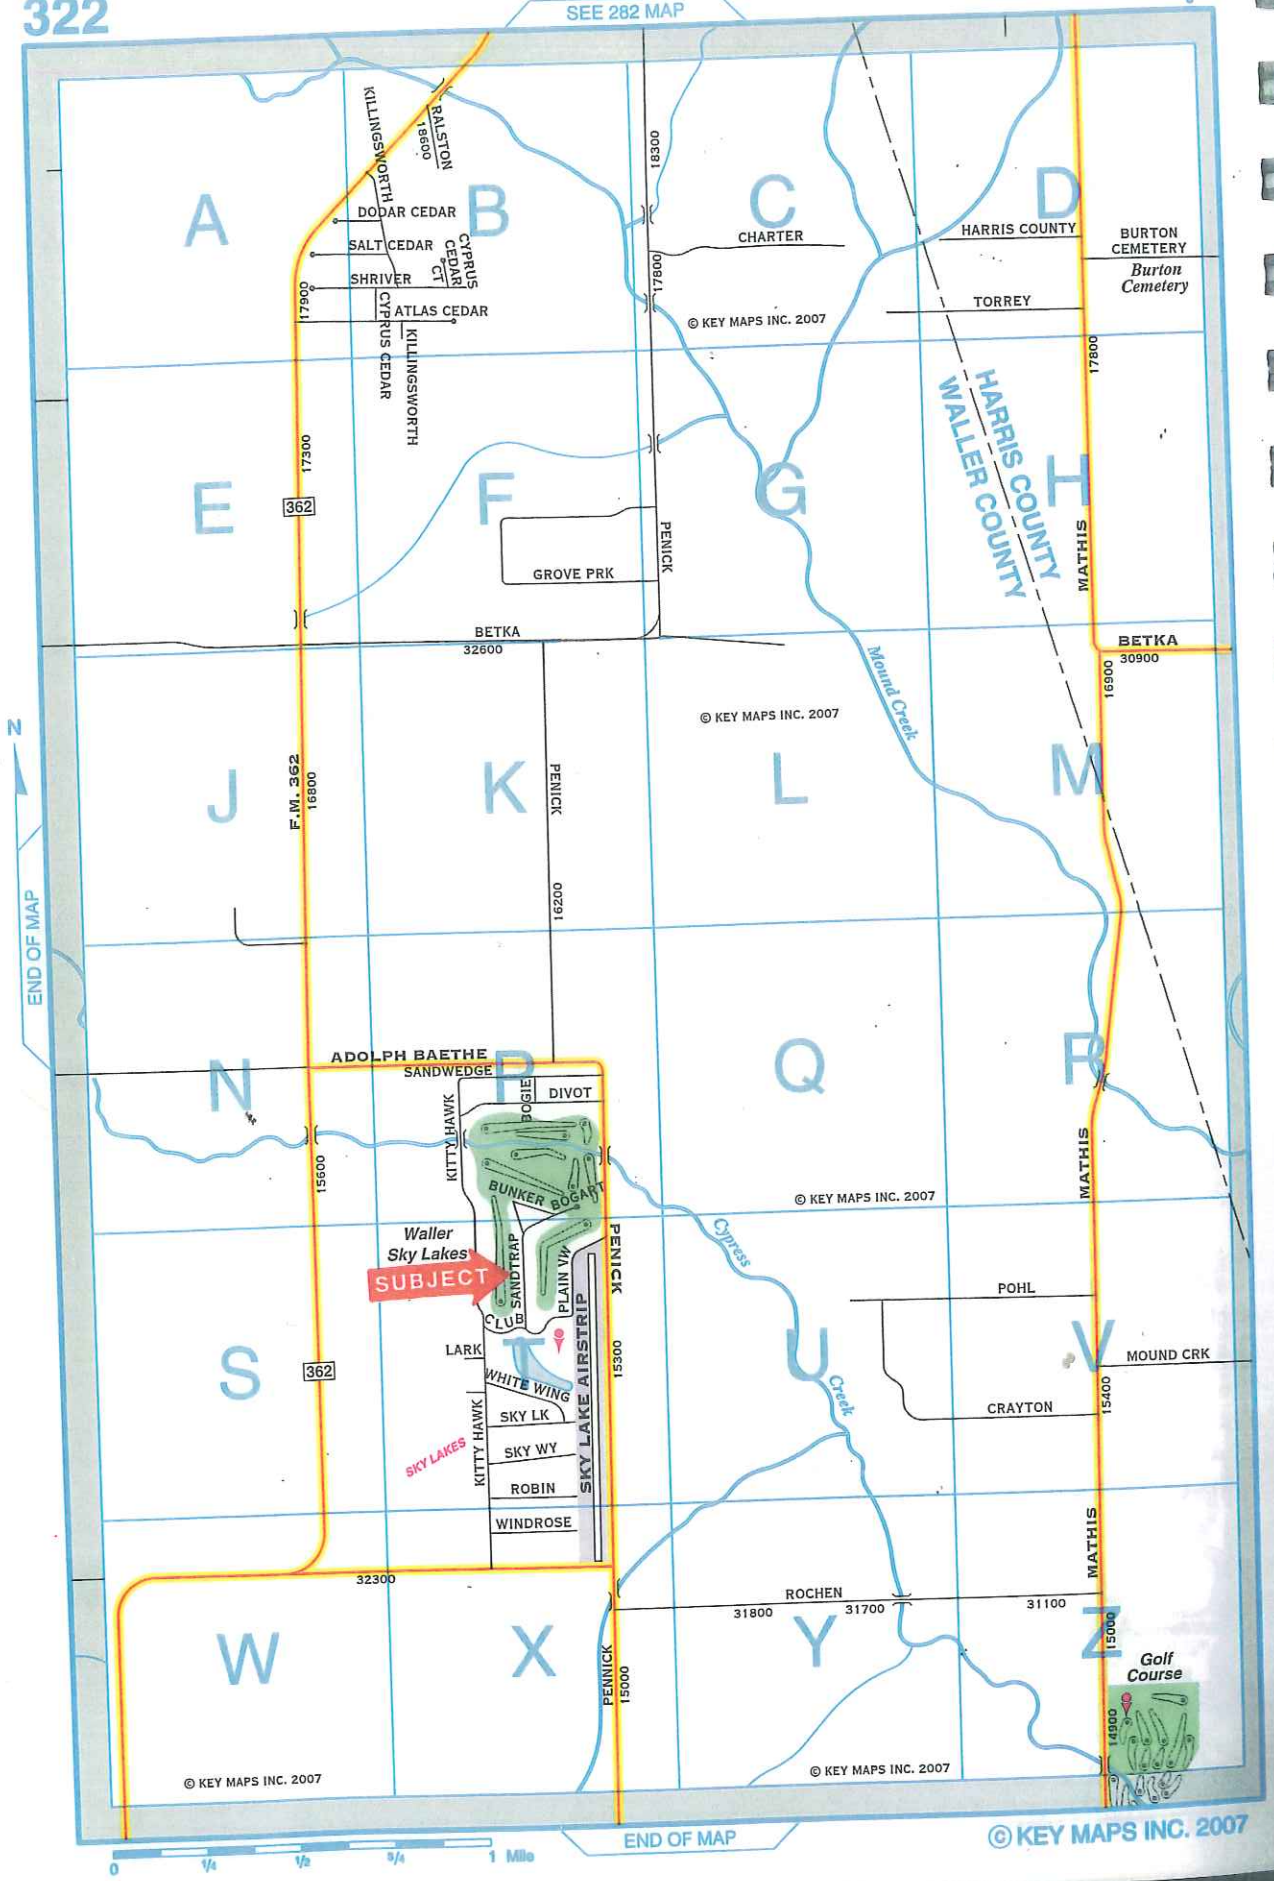 322
SEE 282 MAP
KILLINGSWORTH
RALSTON
18600
18300
A
B
C
D
DODAR CEDAR
SALT CEDAR
CYPRUS
CEDAR
CT
SHRIVER
CYPRUS CEDAR
ATLAS CEDAR
KILLINGSWORTH
17900
17800
CHARTER
HARRIS COUNTY
BURTON
CEMETERY
Burton
Cemetery
TORREY
© KEY MAPS INC. 2007
17800
HARRIS COUNTY
WALLER COUNTY
17300
E
362
F
G
H
PENICK
GROVE PRK
MATHIS
BETKA
32600
BETKA
30900
16900
Mound Creek
© KEY MAPS INC. 2007
N
J
F.M. 362
16800
K
PENICK
L
M
16200
END OF MAP
N
ADOLPH BAETHE
P
Q
R
SANDWEDGE
BOGIE
DIVOT
KITTY HAWK
15600
MATHIS
BUNKER
BOGART
© KEY MAPS INC. 2007
Waller
Sky Lakes
SUBJECT
SANDTRAP
PLAIN VW
PENICK
Cypress
Creek
CLUB
POHL
S
362
LARK
T
U
V
MOUND CRK
WHITE WING
15300
15400
SKY LK
CRAYTON
KITTY HAWK
SKY LAKES
SKY WY
SKY LAKE AIRSTRIP
ROBIN
WINDROSE
MATHIS
32300
ROCHEN
31800
31700
31100
W
X
Y
Z
15000
PENNICK
15000
Golf
Course
14900
© KEY MAPS INC. 2007
© KEY MAPS INC. 2007
END OF MAP
© KEY MAPS INC. 2007
0
1/4
1/2
3/4
1 Mile